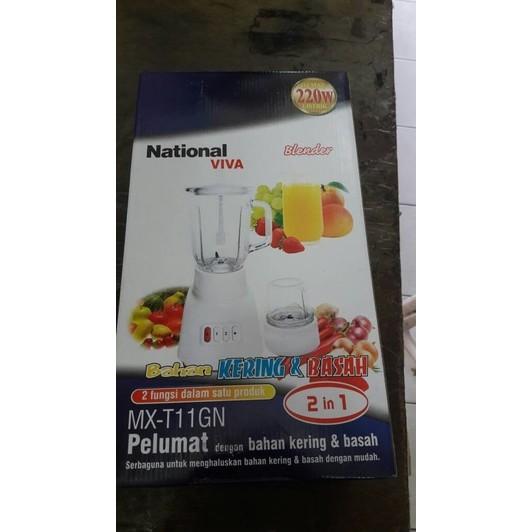 220W
National
VIVA
Blender
Bahan KERING & BASAH
2 fungsi dalam satu produk
2 in 1
MX-T11GN
Pelumat dengan bahan kering & basah
Serbaguna untuk menghaluskan bahan kering & basah dengan mudah.